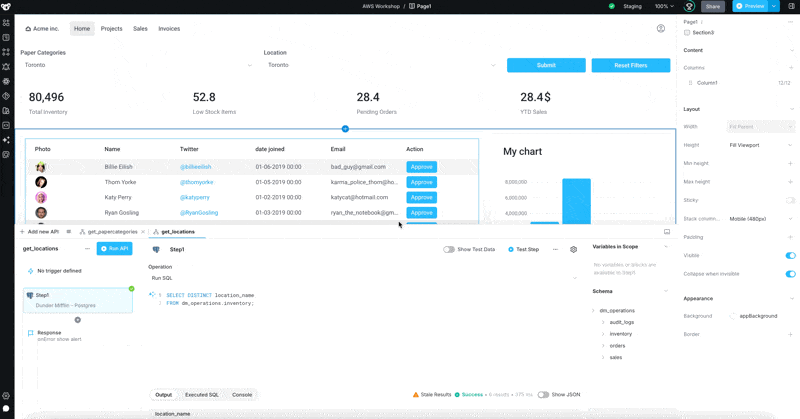 AWS Workshop / Page1
Staging
100%
Share
Preview
Acme inc.
Home
Projects
Sales
Invoices
Paper Categories
Toronto
Location
Toronto
Submit
Reset Filters
80,496
Total Inventory
52.8
Low Stock Items
28.4
Pending Orders
28.4$
YTD Sales
Photo Name Twitter date joined Email Action
Billie Eilish @billieeilish 01-06-2019 00:00 bad_guy@gmail.com Approve
Thom Yorke @thomyorke 01-05-2019 00:00 karma_police_thom@ho... Approve
Katy Perry @katyperry 01-04-2019 00:00 katycat@hotmail.com Approve
Ryan Gosling @RyanGosling 01-03-2019 00:00 ryan_the_notebook@gm... Approve
My chart
8,000,000
6,000,000
4,000,000
Add new API
get_papercategories
get_locations
get_locations
Run API
No trigger defined
Step1
Dunder Mifflin - Postgres
Response
onError show alert
Step1
Show Test Data
Test Step
Operation
Run SQL
1 SELECT DISTINCT location_name
2 FROM dm_operations.inventory;
Output
Executed SQL
Console
Stale Results
Success • 6 results • 375 ms
Show JSON
location_name
Variables in Scope
No variables or blocks are
available in Step1
Schema
dm_operations
audit_logs
inventory
orders
sales
Page1
Section3
Content
Columns
Column1
12/12
Layout
Width
Fit Parent
Height
Fill Viewport
Min height
Max height
Sticky
Stack colum...
Mobile (480px)
Padding
Visible
Collapse when invisible
Appearance
Background
appBackground
Border